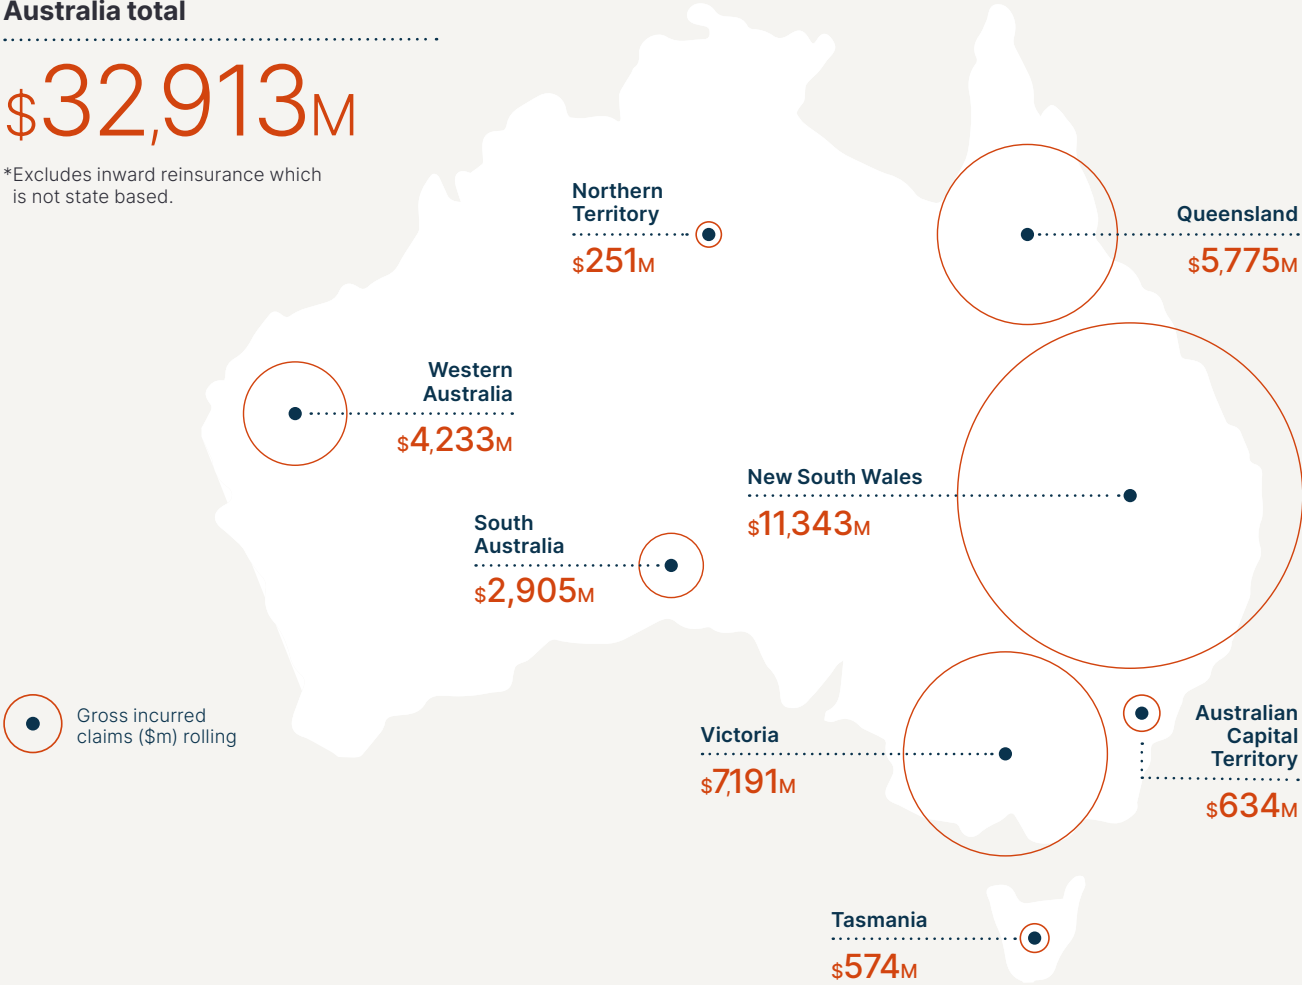 Australia total
$32,913M
*Excludes inward reinsurance which
is not state based.
Northern
Territory
$251M
Queensland
$5,775M
Western
Australia
$4,233M
New South Wales
$11,343M
South
Australia
$2,905M
Gross incurred
claims ($m) rolling
Victoria
$7,191M
Australian
Capital
Territory
$634M
Tasmania
$574M